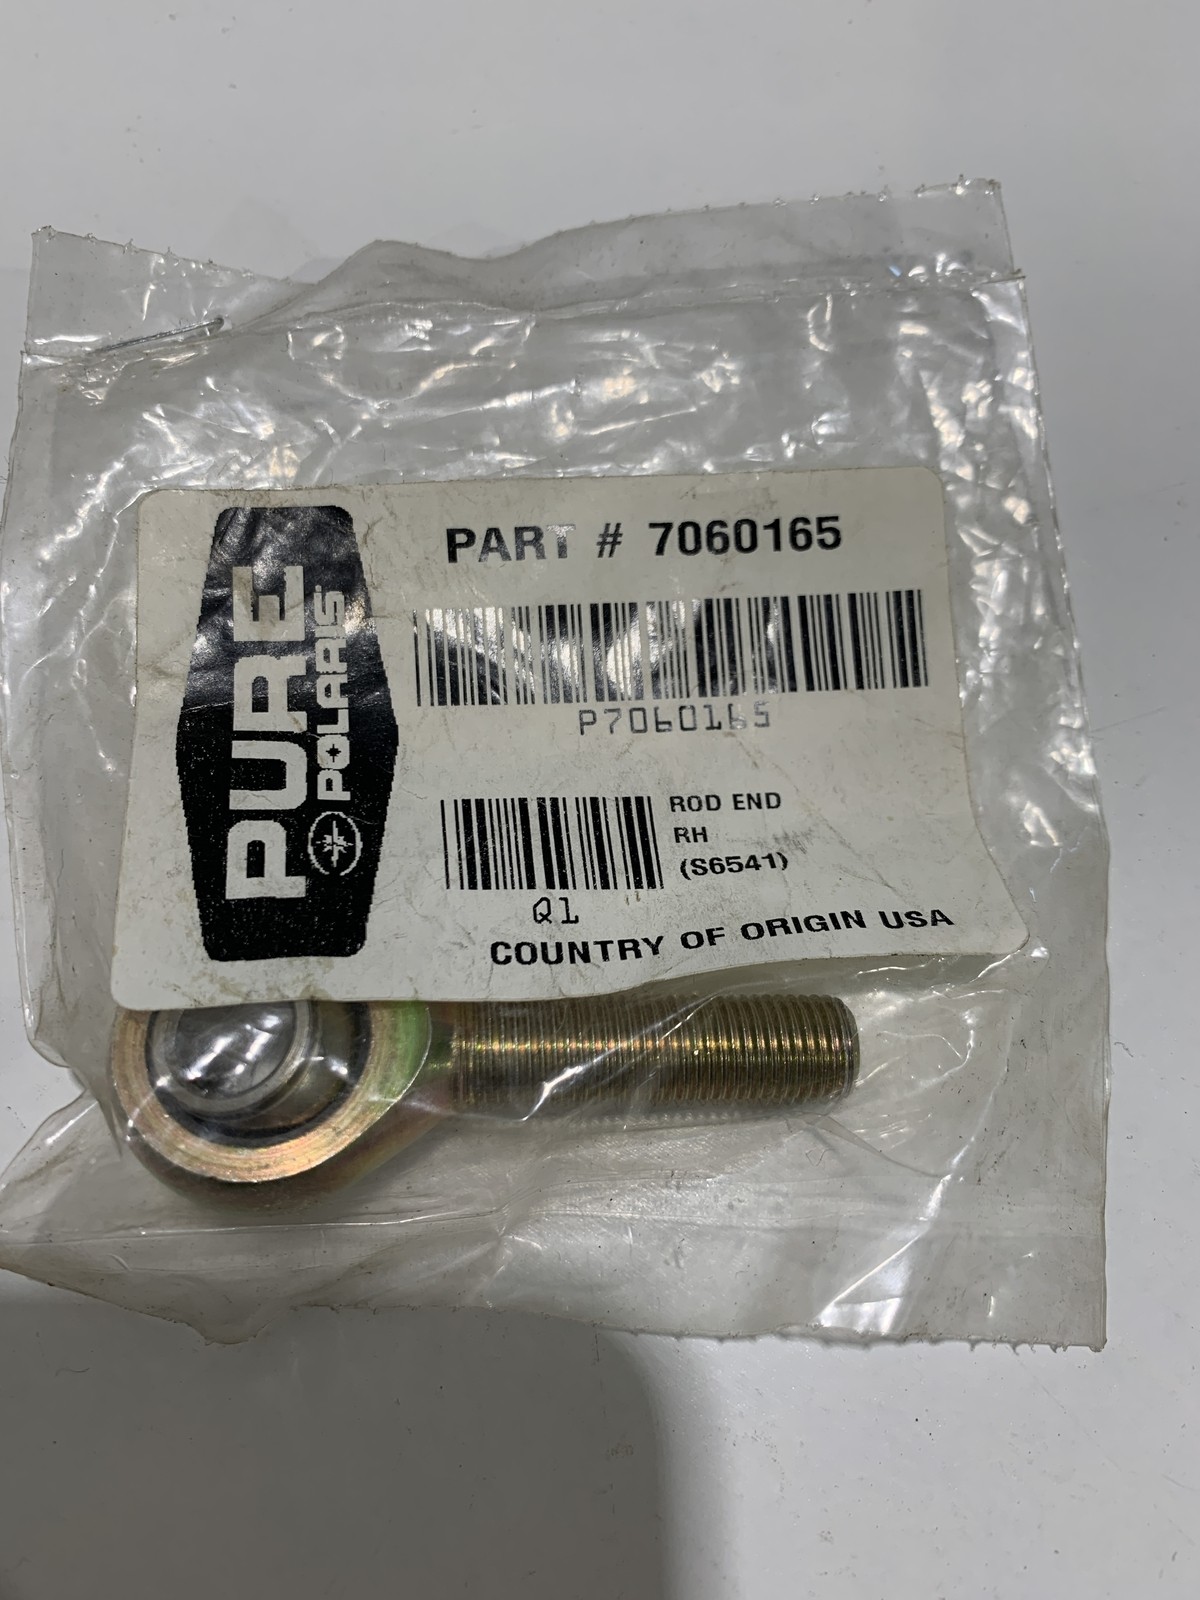 PURE
POLARIS
PART # 7060165
P7060165
ROD END
RH
(S6541)
Q1
COUNTRY OF ORIGIN USA